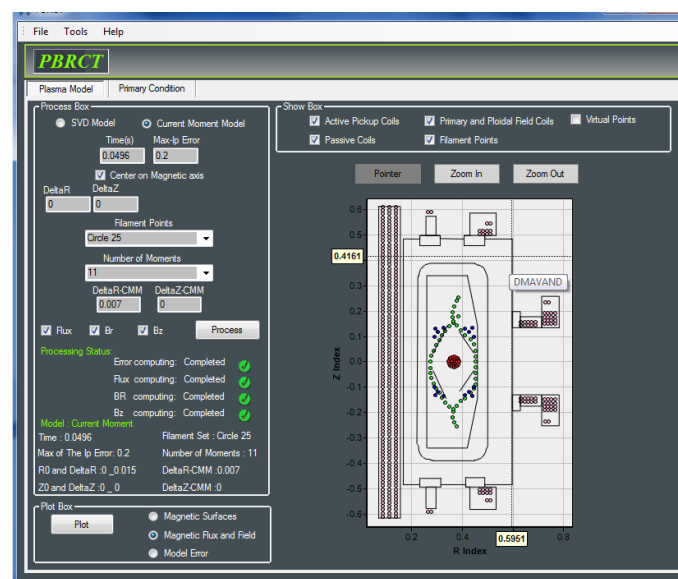 File Tools Help
PBRCT
Plasma Model Primary Condition
Process Box
SVD Model Current Moment Model
Time(s) Max-Ip Error
0.0496 0.2
Center on Magnetic axis
DeltaR DeltaZ
0 0
Filament Points
Circle 25
Number of Moments
11
DeltaR-CMM DeltaZ-CMM
0.007 0
Flux Br Bz Process
Processing Status:
Error computing: Completed
Flux computing: Completed
BR computing: Completed
Bz computing: Completed
Model : Current Moment
Time : 0.0496 Filament Set : Circle 25
Max of The Ip Error: 0.2 Number of Moments : 11
R0 and DeltaR :0 _0.015 DeltaR-CMM :0.007
Z0 and DeltaZ :0 _ 0 DeltaZ-CMM :0
Plot Box
Plot
Magnetic Surfaces
Magnetic Flux and Field
Model Error
Show Box
Active Pickup Coils Primary and Ploidal Field Coils Virtual Points
Passive Coils Filament Points
Pointer Zoom In Zoom Out
0.6
0.5
0.4161
0.3
DMAVAND
0.2
0.1
0.0
-0.1
-0.2
-0.3
-0.4
-0.5
-0.6
Z Index
0.2 0.4 0.5951 0.8
R Index